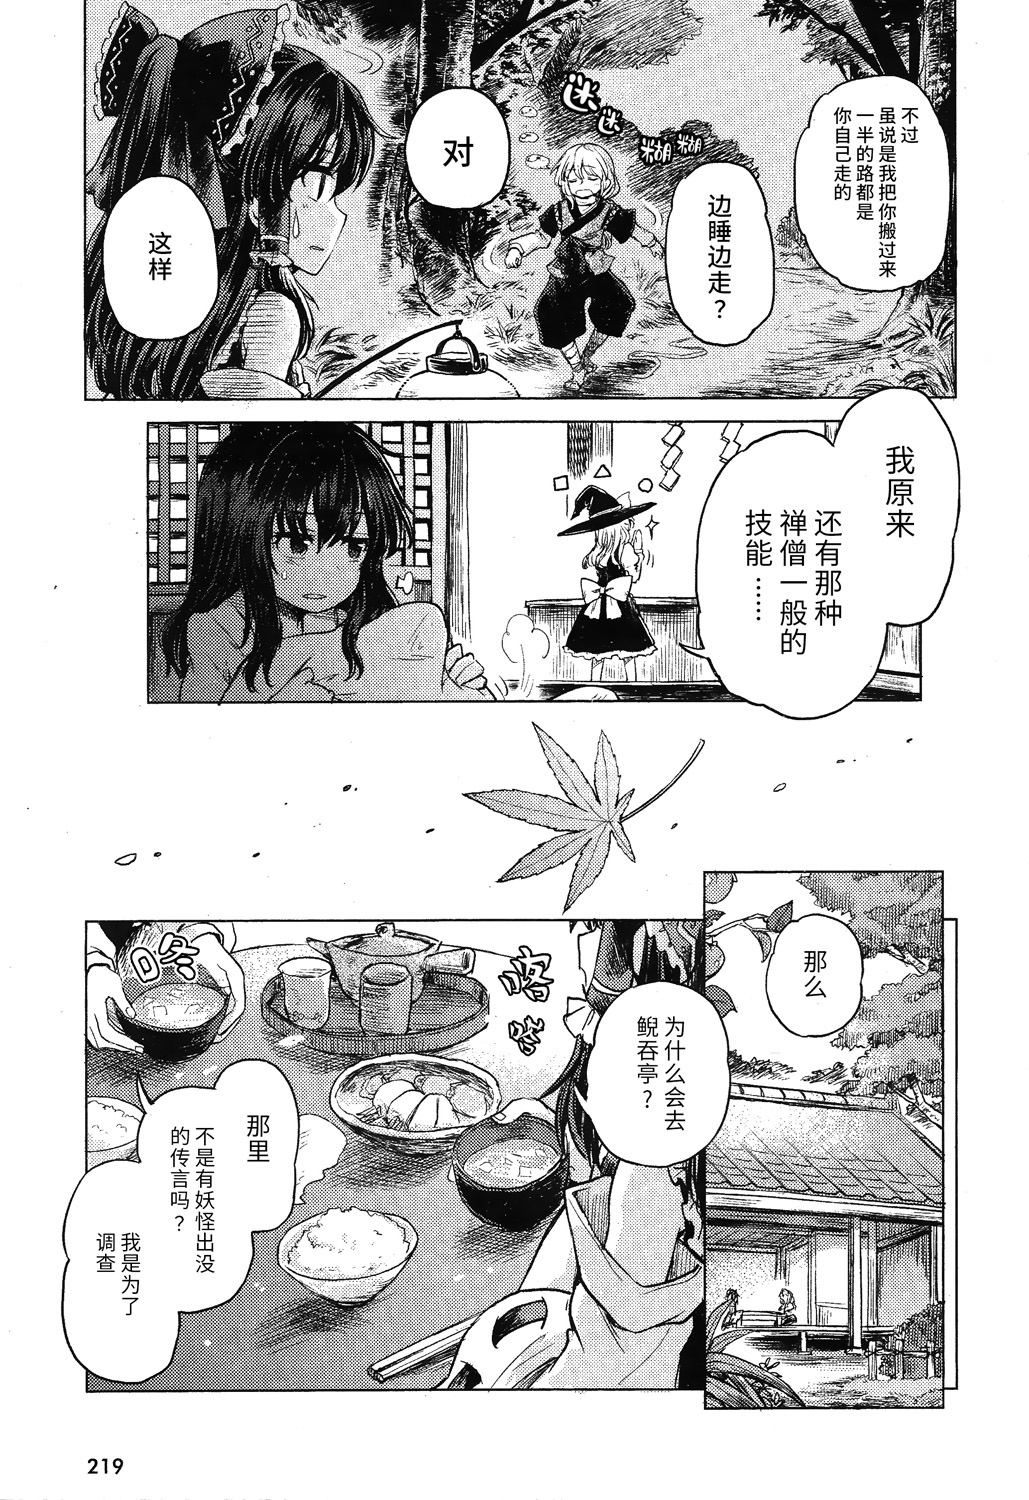 不过
虽说是我把你搬过来
一半的路都是
你自己走的
迷迷糊糊
边睡边走？
对
这样
我原来
还有那种
禅僧一般的
技能……
那么
为什么会去
鲵吞亭？
喀咚
咚
那里
不是有妖怪出没
的传言吗？
我是为了
调查
219